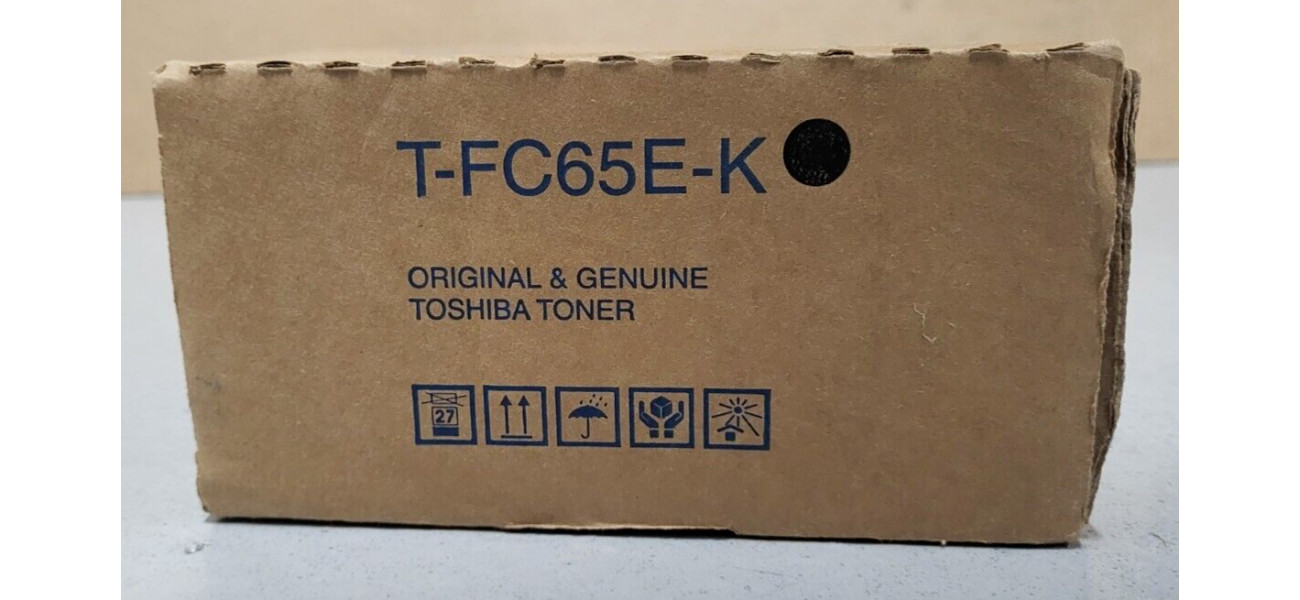 T-FC65E-K
ORIGINAL & GENUINE
TOSHIBA TONER
27